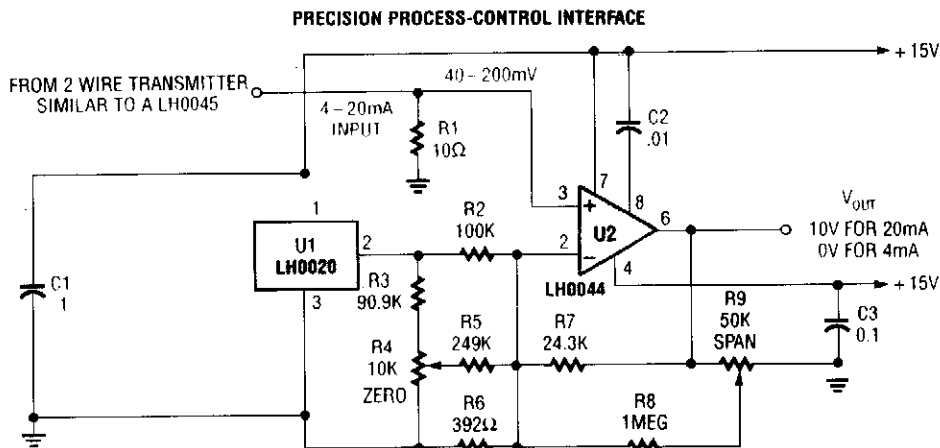 PRECISION PROCESS-CONTROL INTERFACE
+ 15V
FROM 2 WIRE TRANSMITTER
SIMILAR TO A LH0045
40 – 200mV
4 – 20mA
INPUT
R1
10Ω
C2
.01
7
3
8
+
U2
6
2
−
4
LH0044
V_OUT
10V FOR 20mA
0V FOR 4mA
+ 15V
1
U1
LH0020
2
3
R2
100K
R3
90.9K
C1
1
R4
10K
ZERO
R5
249K
R7
24.3K
R9
50K
SPAN
C3
0.1
R6
392Ω
R8
1MEG